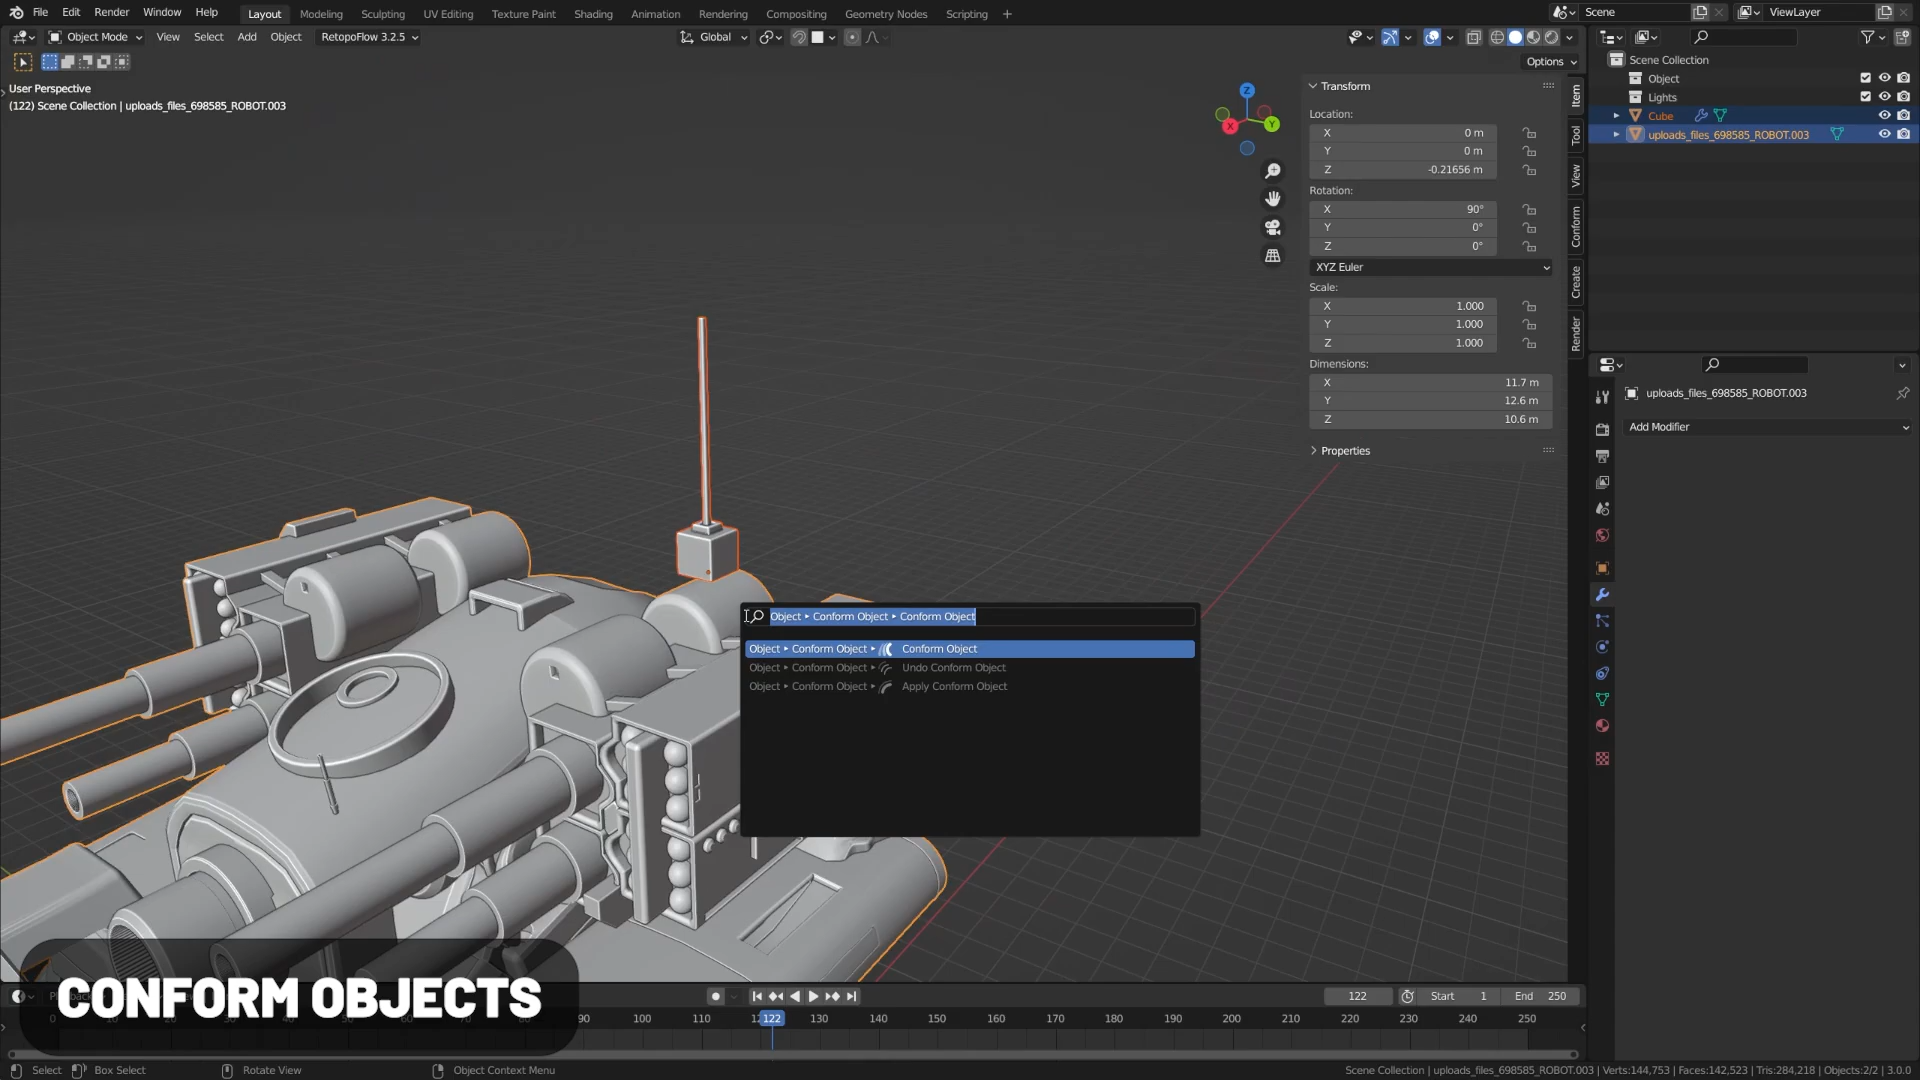 File Edit Render Window Help Layout Modeling Sculpting UV Editing Texture Paint Shading Animation Rendering Compositing Geometry Nodes Scripting + Scene ViewLayer
Object Mode View Select Add Object RetopoFlow 3.2.5 Global
Options
User Perspective
(122) Scene Collection | uploads_files_698585_ROBOT.003
Z
X
Y
Transform
Location:
X 0 m
Y 0 m
Z -0.21656 m
Rotation:
X 90°
Y 0°
Z 0°
XYZ Euler
Scale:
X 1.000
Y 1.000
Z 1.000
Dimensions:
X 11.7 m
Y 12.6 m
Z 10.6 m
Properties
Item
Tool
View
Conform
Create
Render
Scene Collection
Object
Lights
Cube
uploads_files_698585_ROBOT.003
uploads_files_698585_ROBOT.003
Add Modifier
Object ▸ Conform Object ▸ Conform Object
Object ▸ Conform Object ▸ Conform Object
Object ▸ Conform Object ▸ Undo Conform Object
Object ▸ Conform Object ▸ Apply Conform Object
CONFORM OBJECTS
122 Start 1 End 250
90 100 110 122 130 140 150 160 170 180 190 200 210 220 230 240 250
Select Box Select Rotate View Object Context Menu
Scene Collection | uploads_files_698585_ROBOT.003 | Verts:144,753 | Faces:142,523 | Tris:284,218 | Objects:2/2 | 3.0.0